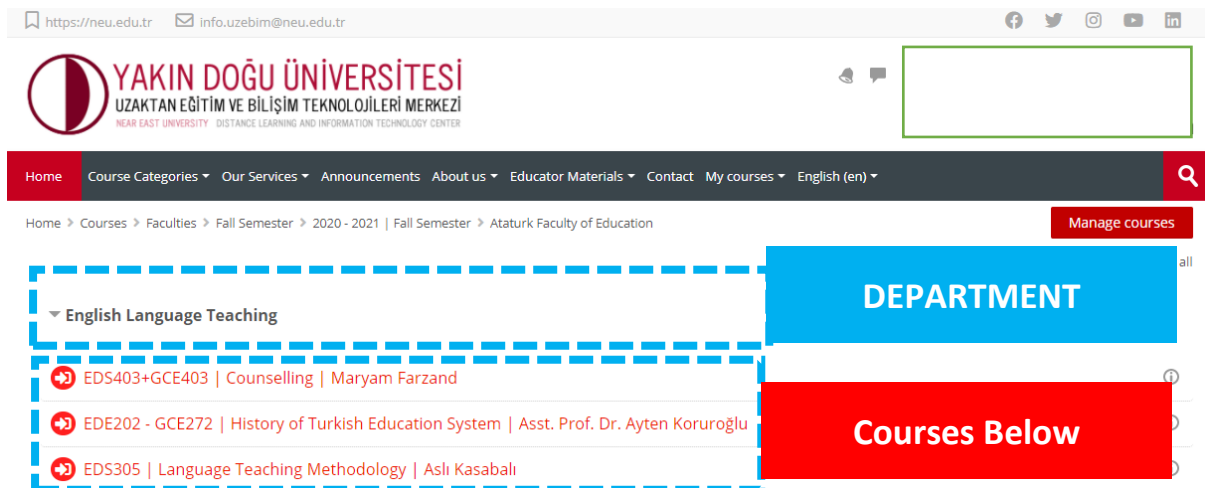 https://neu.edu.tr info.uzebim@neu.edu.tr
YAKIN DOĞU ÜNİVERSİTESİ
UZAKTAN EĞİTİM VE BİLİŞİM TEKNOLOJİLERİ MERKEZİ
NEAR EAST UNIVERSITY DISTANCE LEARNING AND INFORMATION TECHNOLOGY CENTER
Home Course Categories Our Services Announcements About us Educator Materials Contact My courses English (en)
Home > Courses > Faculties > Fall Semester > 2020 - 2021 | Fall Semester > Ataturk Faculty of Education
Manage courses
all
DEPARTMENT
English Language Teaching
EDS403+GCE403 | Counselling | Maryam Farzand
EDE202 - GCE272 | History of Turkish Education System | Asst. Prof. Dr. Ayten Koruroğlu
Courses Below
EDS305 | Language Teaching Methodology | Aslı Kasabalı